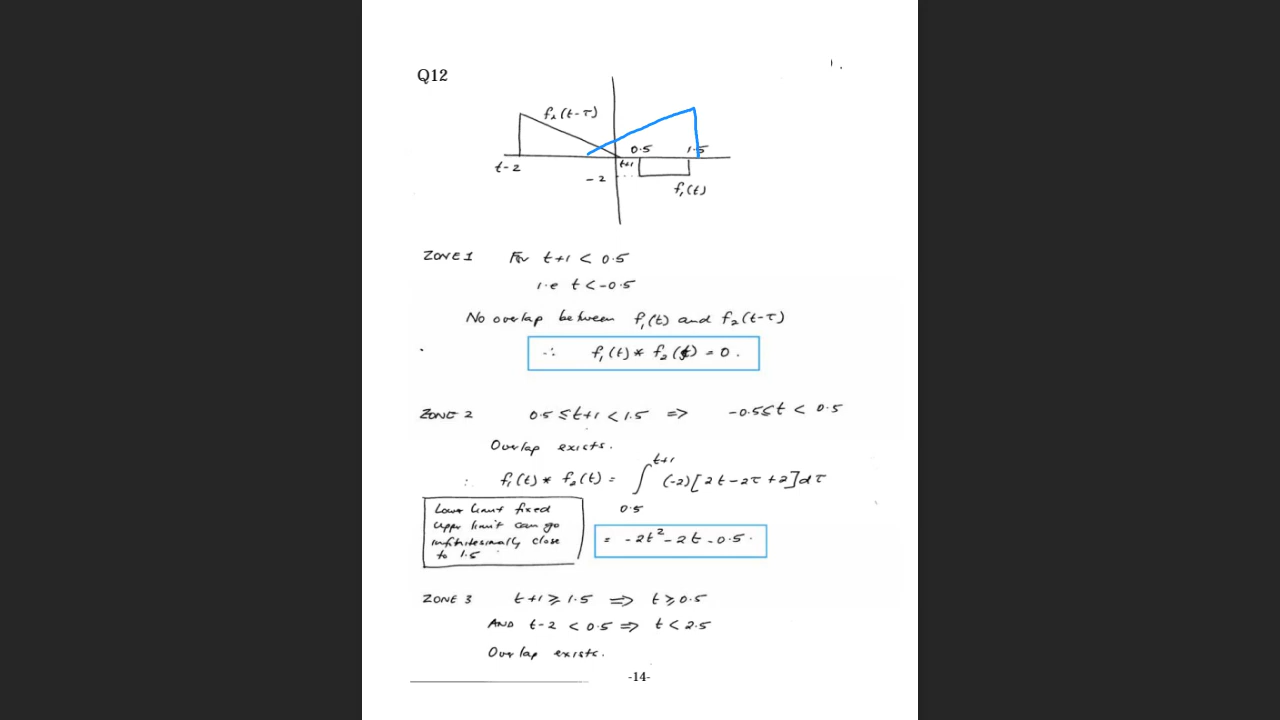 Q12
f₂(t-τ)
0.5 1.5
t-2 t+1
-2 f₁(t)
ZONE 1 For t+1 < 0.5
i.e t < -0.5
No overlap between f₁(t) and f₂(t-τ)
∴ f₁(t) * f₂(t) = 0.
ZONE 2 0.5 ≤ t+1 < 1.5 ⇒ -0.5 ≤ t < 0.5
Overlap exists.
∴ f₁(t) * f₂(t) = ∫ t+1 0.5 (-2)[2t-2τ+2]dτ
Lower limit fixed
upper limit can go
infinitesimally close
to 1.5
= -2t²-2t-0.5.
ZONE 3 t+1 ≥ 1.5 ⇒ t ≥ 0.5
AND t-2 < 0.5 ⇒ t < 2.5
Overlap exists.
-14-